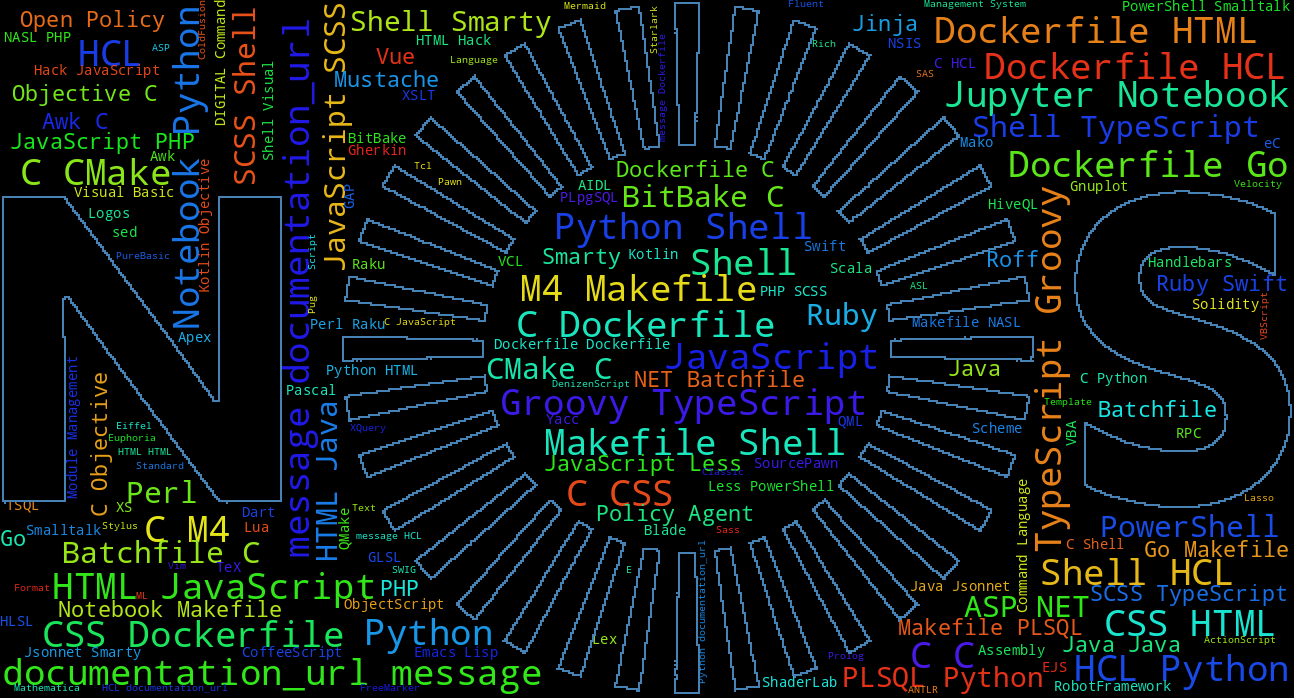 Mermaid
Fluent
Management System
PowerShell Smalltalk
Open Policy
Shell Smarty
Jinja
Dockerfile HTML
NASL PHP
HCL
ASP
ColdFusion
DIGITAL Command
SCSS Shell
message documentation_url
JavaScript SCSS
Notebook Python
HTML Hack
Starlark
Rich
NSIS
Vue
Language
message Dockerfile
C HCL
Dockerfile HCL
Hack JavaScript
Mustache
SAS
Objective C
XSLT
Jupyter Notebook
Shell Visual
Awk C
Shell TypeScript
JavaScript PHP
BitBake
Mako
eC
Awk
Gherkin
C CMake
Tcl
Dockerfile C
Dockerfile Go
Kotlin Objective
Visual Basic
GAP
Pawn
AIDL
PLpgSQL
BitBake C
Gnuplot
Velocity
Logos
HiveQL
sed
Python Shell
TypeScript Groovy
Script
PureBasic
VCL
Smarty
Kotlin
Shell
Swift
Scala
Roff
Handlebars
Raku
M4 Makefile
PHP SCSS
ASL
Ruby Swift
Pug
Solidity
VBScript
Perl Raku
C JavaScript
C Dockerfile
Ruby
Makefile NASL
Apex
Dockerfile Dockerfile
JavaScript
Python HTML
CMake C
Java
Module Management
C Objective
Pascal
DenizenScript
NET Batchfile
C Python
HTML Java
Groovy TypeScript
Template
Batchfile
Eiffel
XQuery
Yacc
QML
Scheme
VBA
RPC
Euphoria
Makefile Shell
HTML HTML
Standard
JavaScript Less
SourcePawn
Classic
Perl
C CSS
Less PowerShell
Command Language
Lasso
TSQL
XS
Text
Dart
QMake
Policy Agent
Go
Smalltalk
Stylus
C M4
Lua
message HCL
Blade
Sass
PowerShell
Batchfile C
GLSL
C Shell
Go Makefile
Vim
TeX
SWIG
E
Shell HCL
Format
HTML JavaScript
PHP
Java Jsonnet
SCSS TypeScript
ML
Notebook Makefile
ObjectScript
ASP NET
HLSL
CSS Dockerfile
Python
Lex
Python documentation_url
Makefile PLSQL
CSS HTML
ActionScript
Jsonnet Smarty
CoffeeScript
Emacs Lisp
Prolog
C C
Assembly
Java Java
documentation_url message
ShaderLab
PLSQL Python
EJS
HCL Python
Mathematica
HCL documentation_url
FreeMarker
ANTLR
RobotFramework